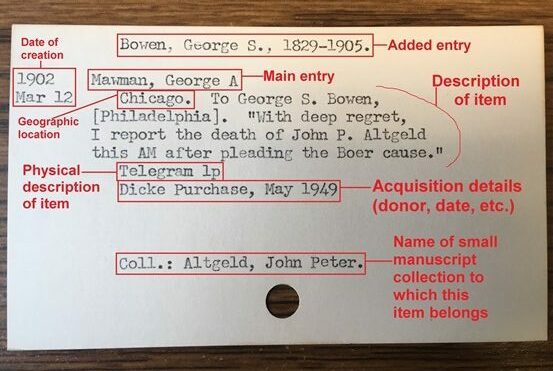 Date of
creation
Bowen, George S., 1829-1905.
Added entry
1902
Mar 12
Mawman, George A
Main entry
Description
of item
Geographic
location
Chicago. To George S. Bowen,
[Philadelphia]. "With deep regret,
I report the death of John P. Altgeld
this AM after pleading the Boer cause."
Physical
description
of item
Telegram 1p
Dicke Purchase, May 1949
Acquisition details
(donor, date, etc.)
Coll.: Altgeld, John Peter.
Name of small
manuscript
collection to
which this
item belongs